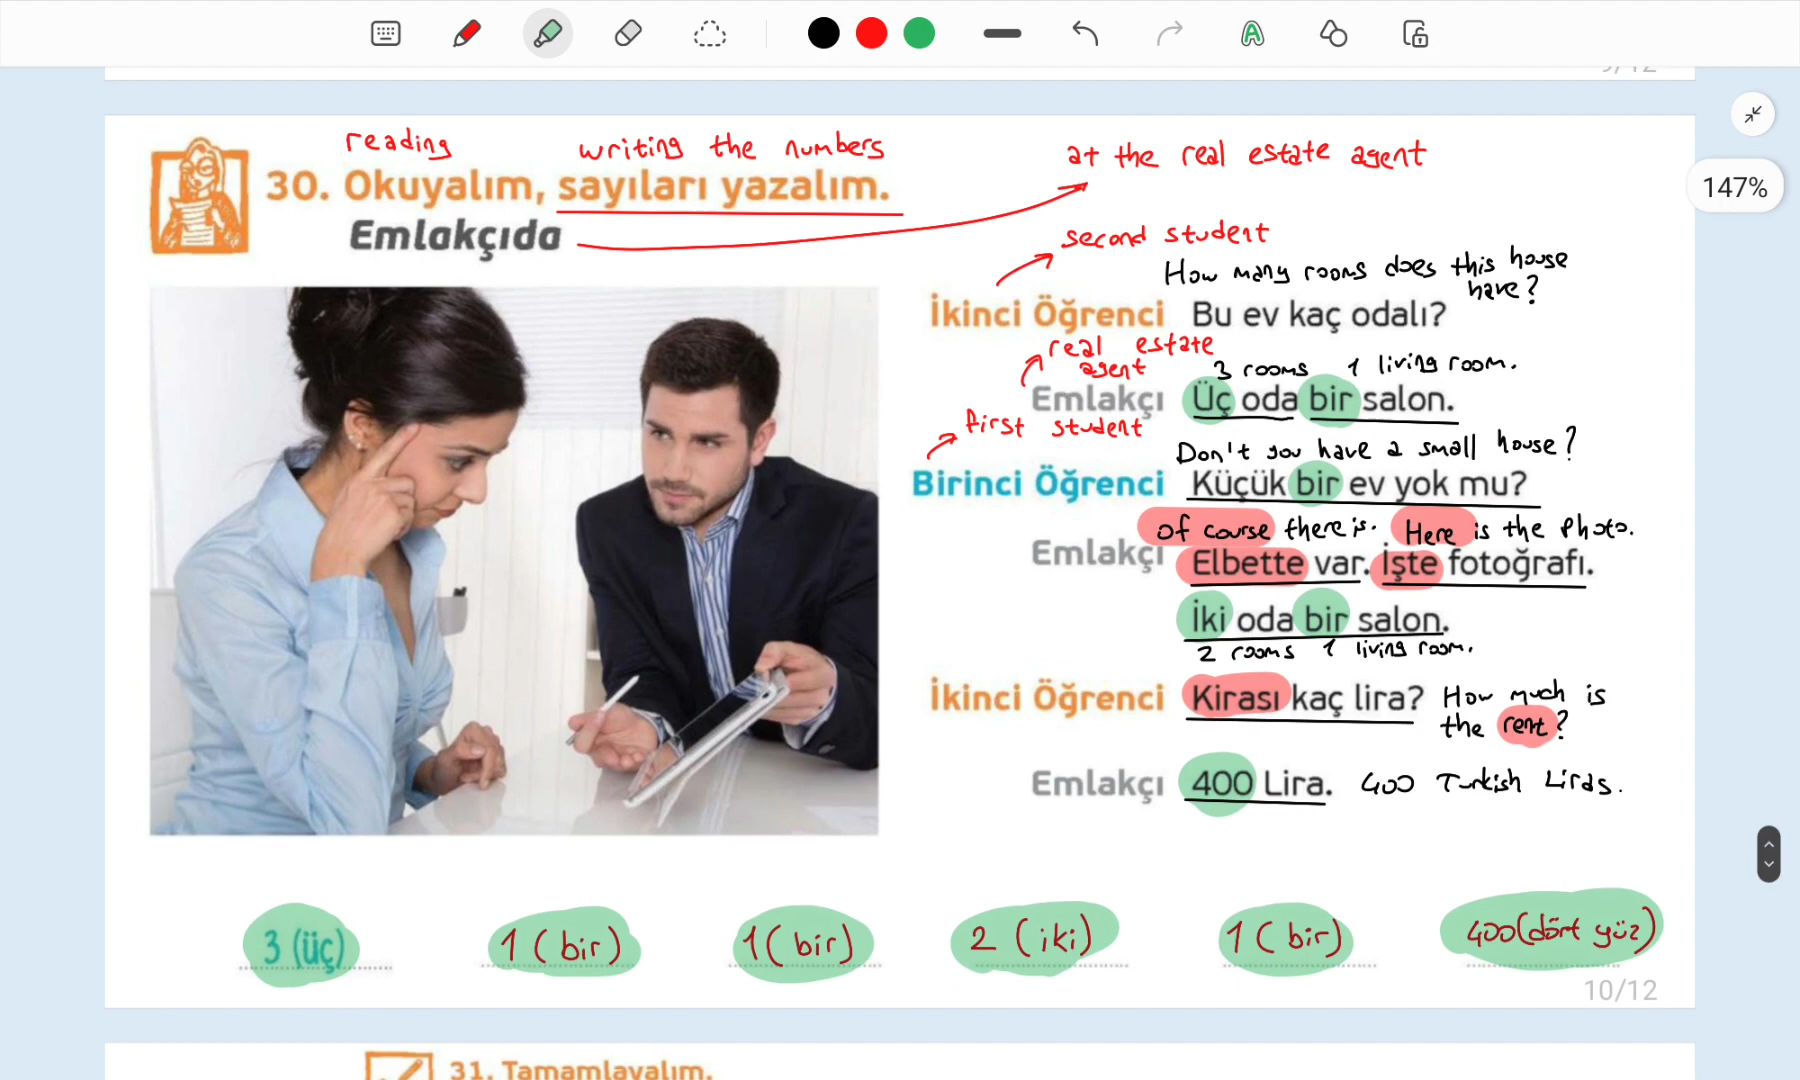 9/12
147%
reading
writing the numbers
at the real estate agent
30. Okuyalım, sayıları yazalım.
Emlakçıda
second student
How many rooms does this house
have?
İkinci Öğrenci Bu ev kaç odalı?
real estate
agent
3 rooms 1 living room.
Emlakçı Üç oda bir salon.
first student
Don't you have a small house?
Birinci Öğrenci Küçük bir ev yok mu?
of course there is. Here is the photo.
Emlakçı Elbette var. İşte fotoğrafı.
İki oda bir salon.
2 rooms 1 living room.
İkinci Öğrenci Kirası kaç lira? How much is
the rent?
Emlakçı 400 Lira. 400 Turkish Liras.
3 (üç) 1 (bir) 1 (bir) 2 (iki) 1 (bir) 400 (dört yüz)
10/12
31. Tamamlayalım.